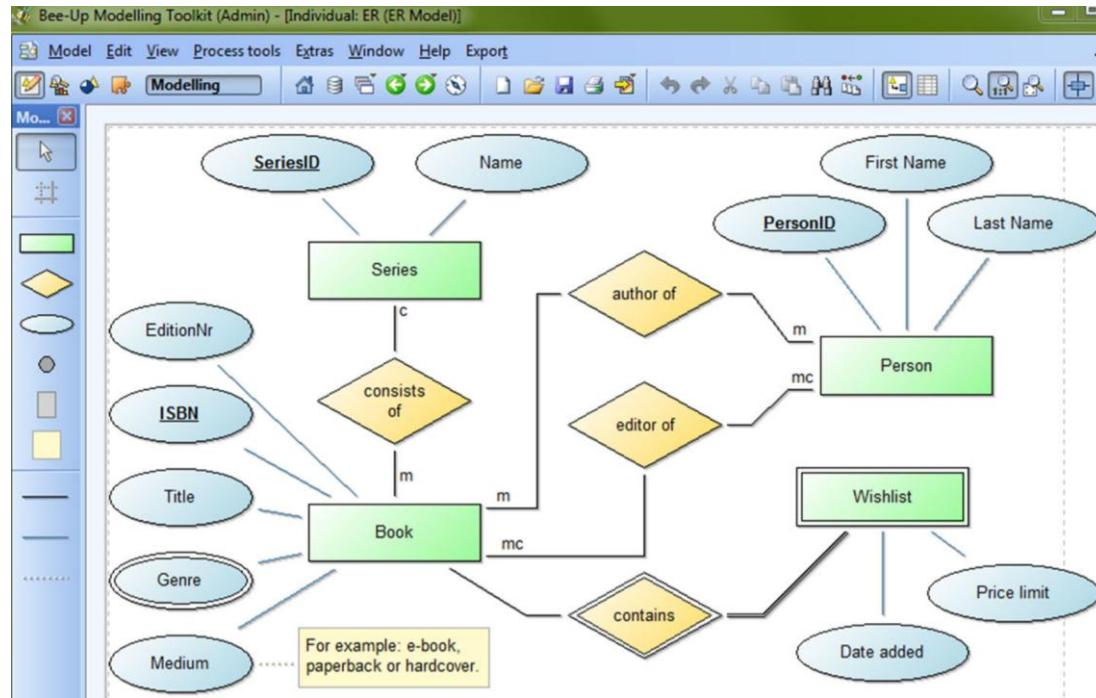 Bee-Up Modelling Toolkit (Admin) - [Individual: ER (ER Model)]
Model Edit View Process tools Extras Window Help Export
Modelling
Mo...
SeriesID
Name
First Name
PersonID
Last Name
Series
author of
EditionNr
c
m
Person
consists
of
mc
editor of
ISBN
m
m
Title
Wishlist
Book
mc
Genre
Price limit
contains
For example: e-book,
paperback or hardcover.
Medium
Date added